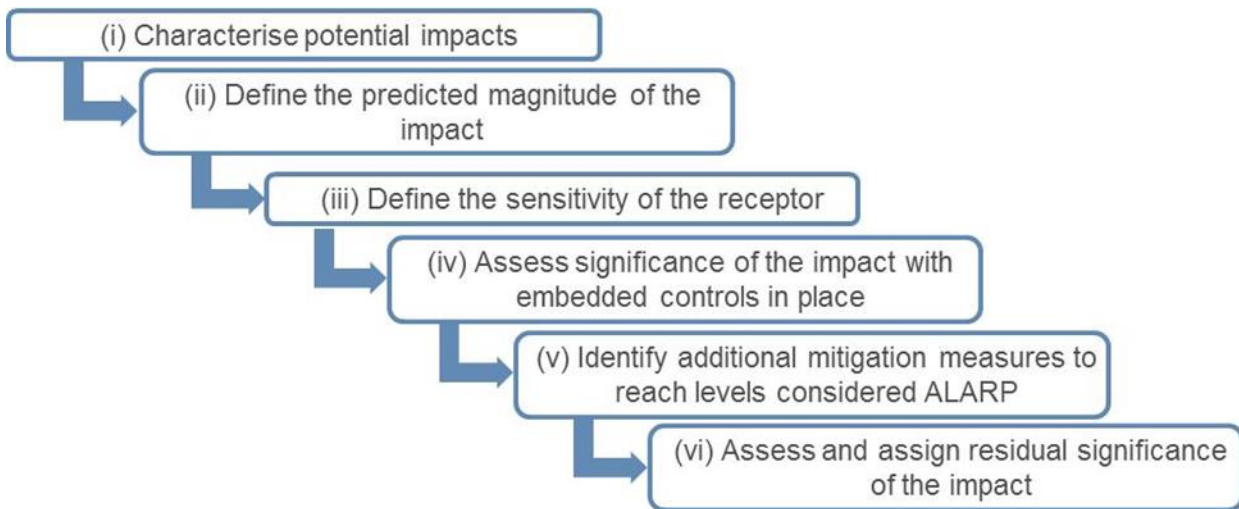 (i) Characterise potential impacts
(ii) Define the predicted magnitude of the
impact
(iii) Define the sensitivity of the receptor
(iv) Assess significance of the impact with
embedded controls in place
(v) Identify additional mitigation measures to
reach levels considered ALARP
(vi) Assess and assign residual significance
of the impact